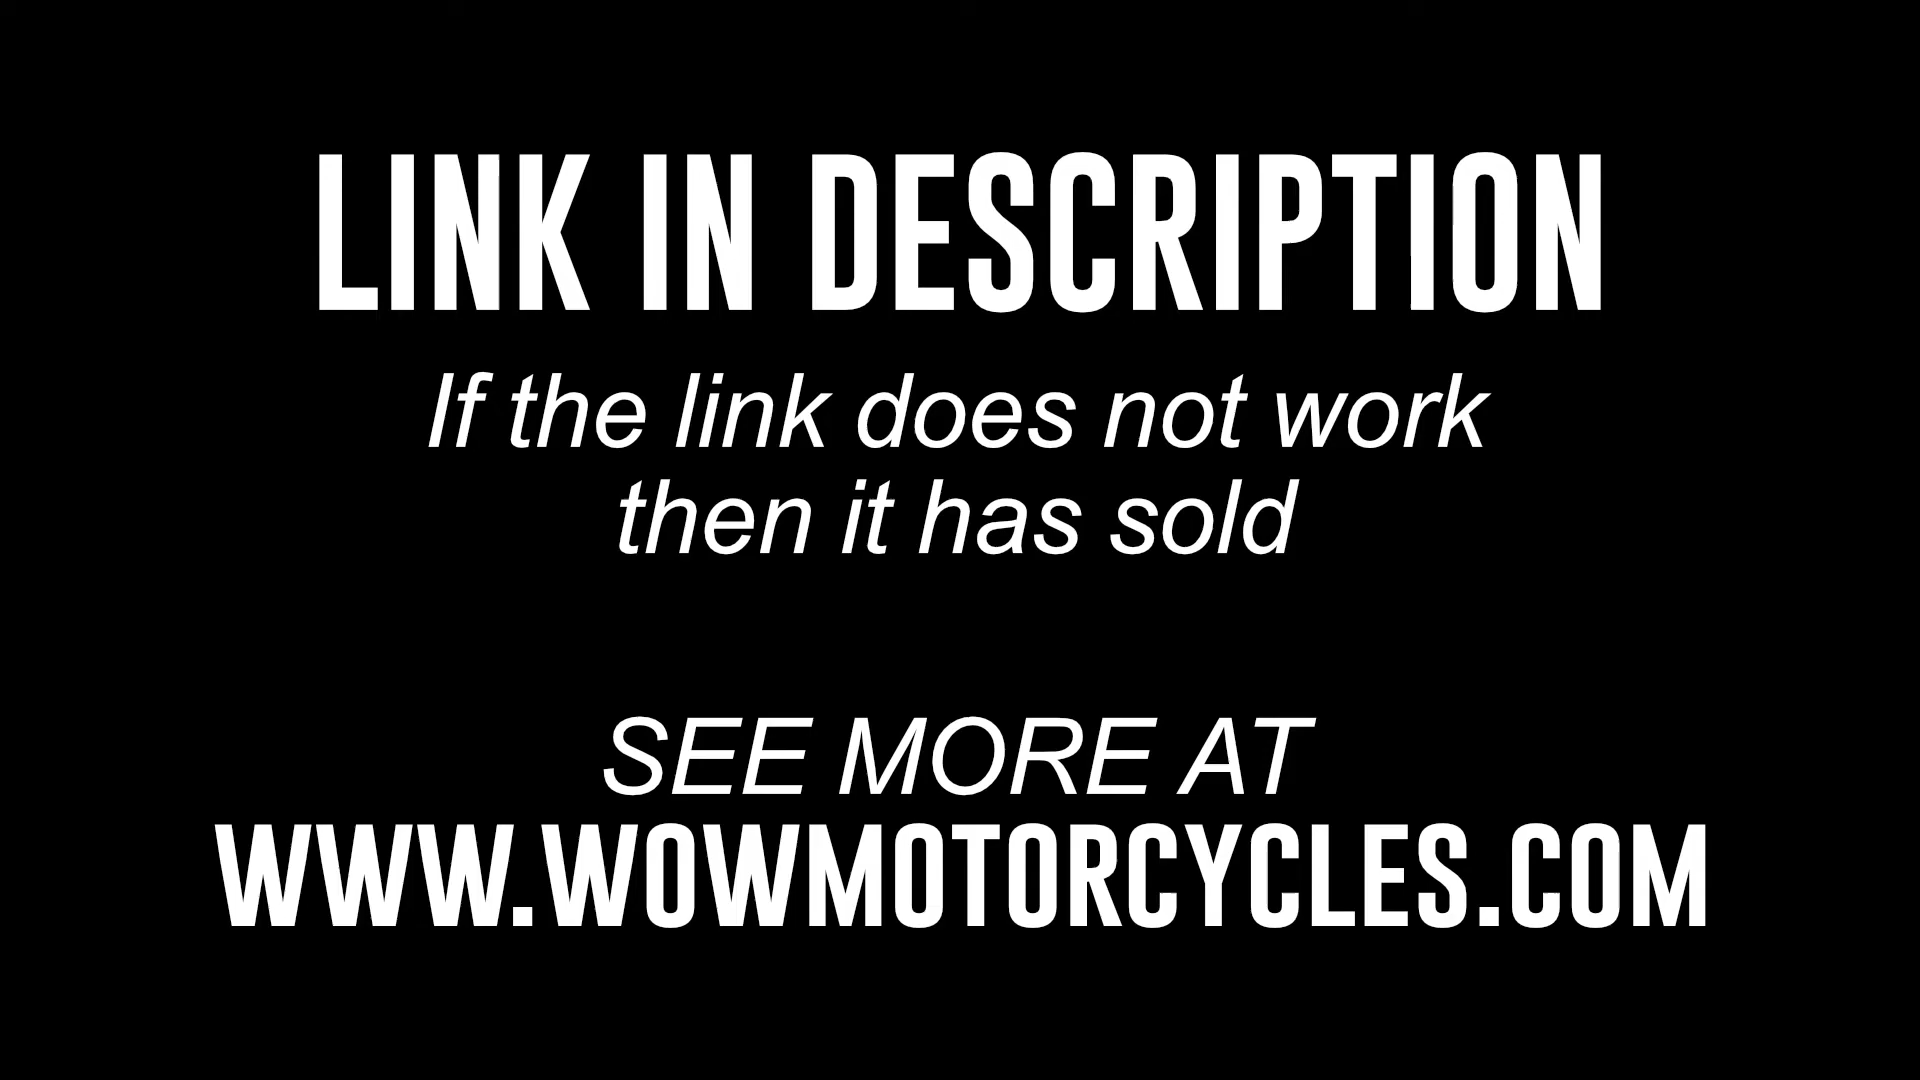 LINK IN DESCRIPTION
If the link does not work
then it has sold
SEE MORE AT
WWW.WOWMOTORCYCLES.COM